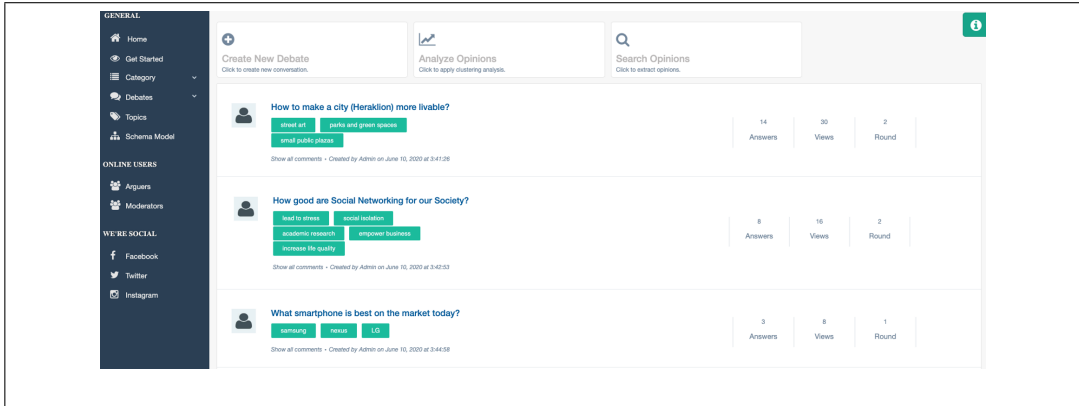 GENERAL
Home
Get Started
Category
Debates
Topics
Schema Model
ONLINE USERS
Arguers
Moderators
WE'RE SOCIAL
Facebook
Twitter
Instagram
Create New Debate
Click to create new conversation.
Analyze Opinions
Click to apply clustering analysis.
Search Opinions
Click to extract opinions.
How to make a city (Heraklion) more livable?
street art parks and green spaces
small public plazas
Show all comments • Created by Admin on June 10, 2020 at 3:41:26
14 30 2
Answers Views Round
How good are Social Networking for our Society?
lead to stress social isolation
academic research empower business
increase life quality
Show all comments • Created by Admin on June 10, 2020 at 3:42:53
8 16 2
Answers Views Round
What smartphone is best on the market today?
samsung nexus LG
Show all comments • Created by Admin on June 10, 2020 at 3:44:58
3 8 1
Answers Views Round